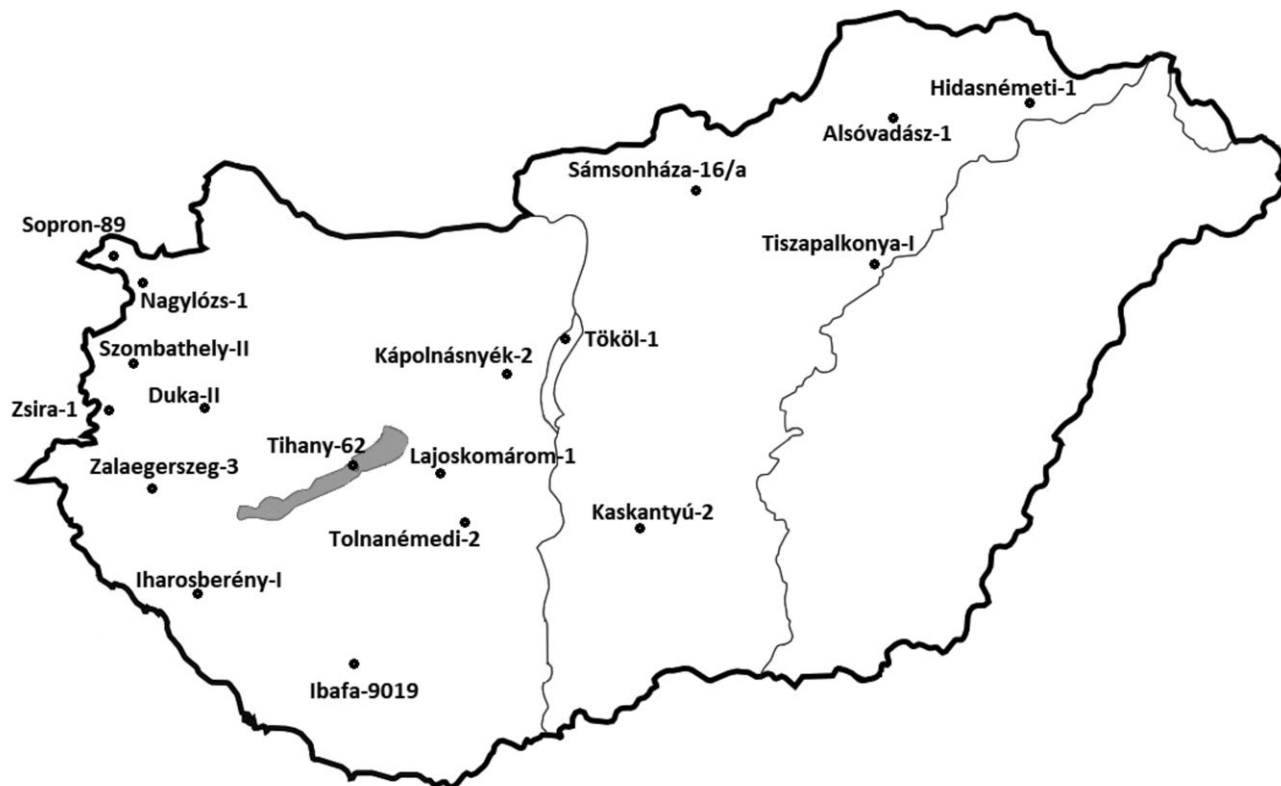 Hidasnémeti-1
Alsóvadász-1
Sámsonháza-16/a
Sopron-89
Tiszapalkonya-I
Nagylózs-1
Tököl-1
Szombathely-II
Kápolnásnyék-2
Duka-II
Zsira-1
Tihany-62
Lajoskomárom-1
Zalaegerszeg-3
Kaskantyú-2
Tolnanémedi-2
Iharosberény-I
Ibafa-9019